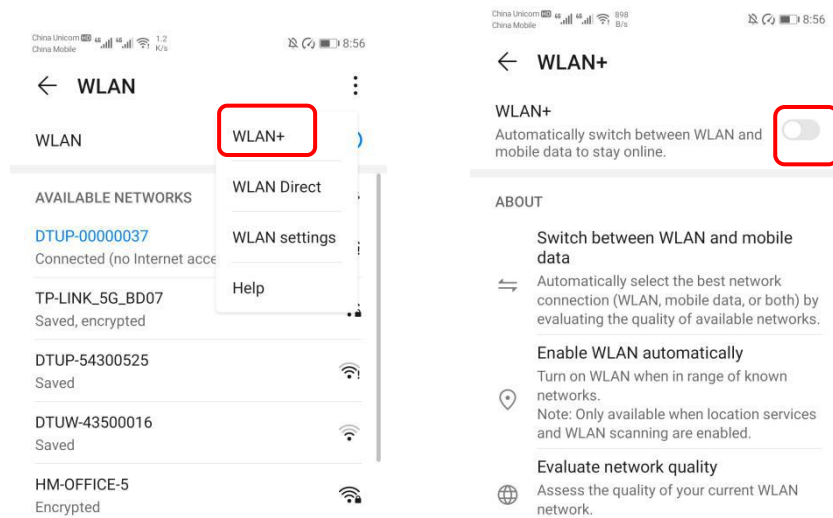 China Unicom HD 4G 4G 1.2
China Mobile K/s
8:56
WLAN
WLAN
WLAN+
WLAN Direct
WLAN settings
Help
AVAILABLE NETWORKS
DTUP-00000037
Connected (no Internet acce
TP-LINK_5G_BD07
Saved, encrypted
DTUP-54300525
Saved
DTUW-43500016
Saved
HM-OFFICE-5
Encrypted
China Unicom HD 4G 4G 898
China Mobile B/s
8:56
WLAN+
WLAN+
Automatically switch between WLAN and
mobile data to stay online.
ABOUT
Switch between WLAN and mobile
data
Automatically select the best network
connection (WLAN, mobile data, or both) by
evaluating the quality of available networks.
Enable WLAN automatically
Turn on WLAN when in range of known
networks.
Note: Only available when location services
and WLAN scanning are enabled.
Evaluate network quality
Assess the quality of your current WLAN
network.